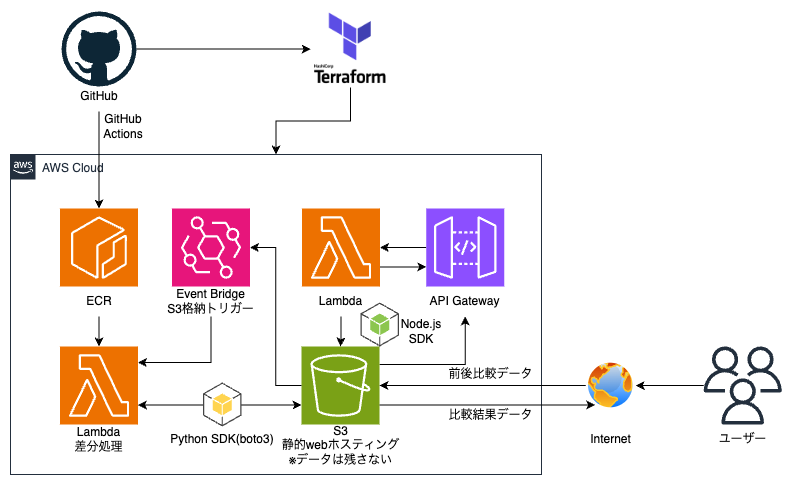 GitHub
HashiCorp
Terraform
GitHub
Actions
aws
AWS Cloud
ECR
Event Bridge
S3格納トリガー
Lambda
API Gateway
Node.js
SDK
前後比較データ
比較結果データ
Lambda
差分処理
Python SDK(boto3)
S3
静的webホスティング
※データは残さない
Internet
ユーザー